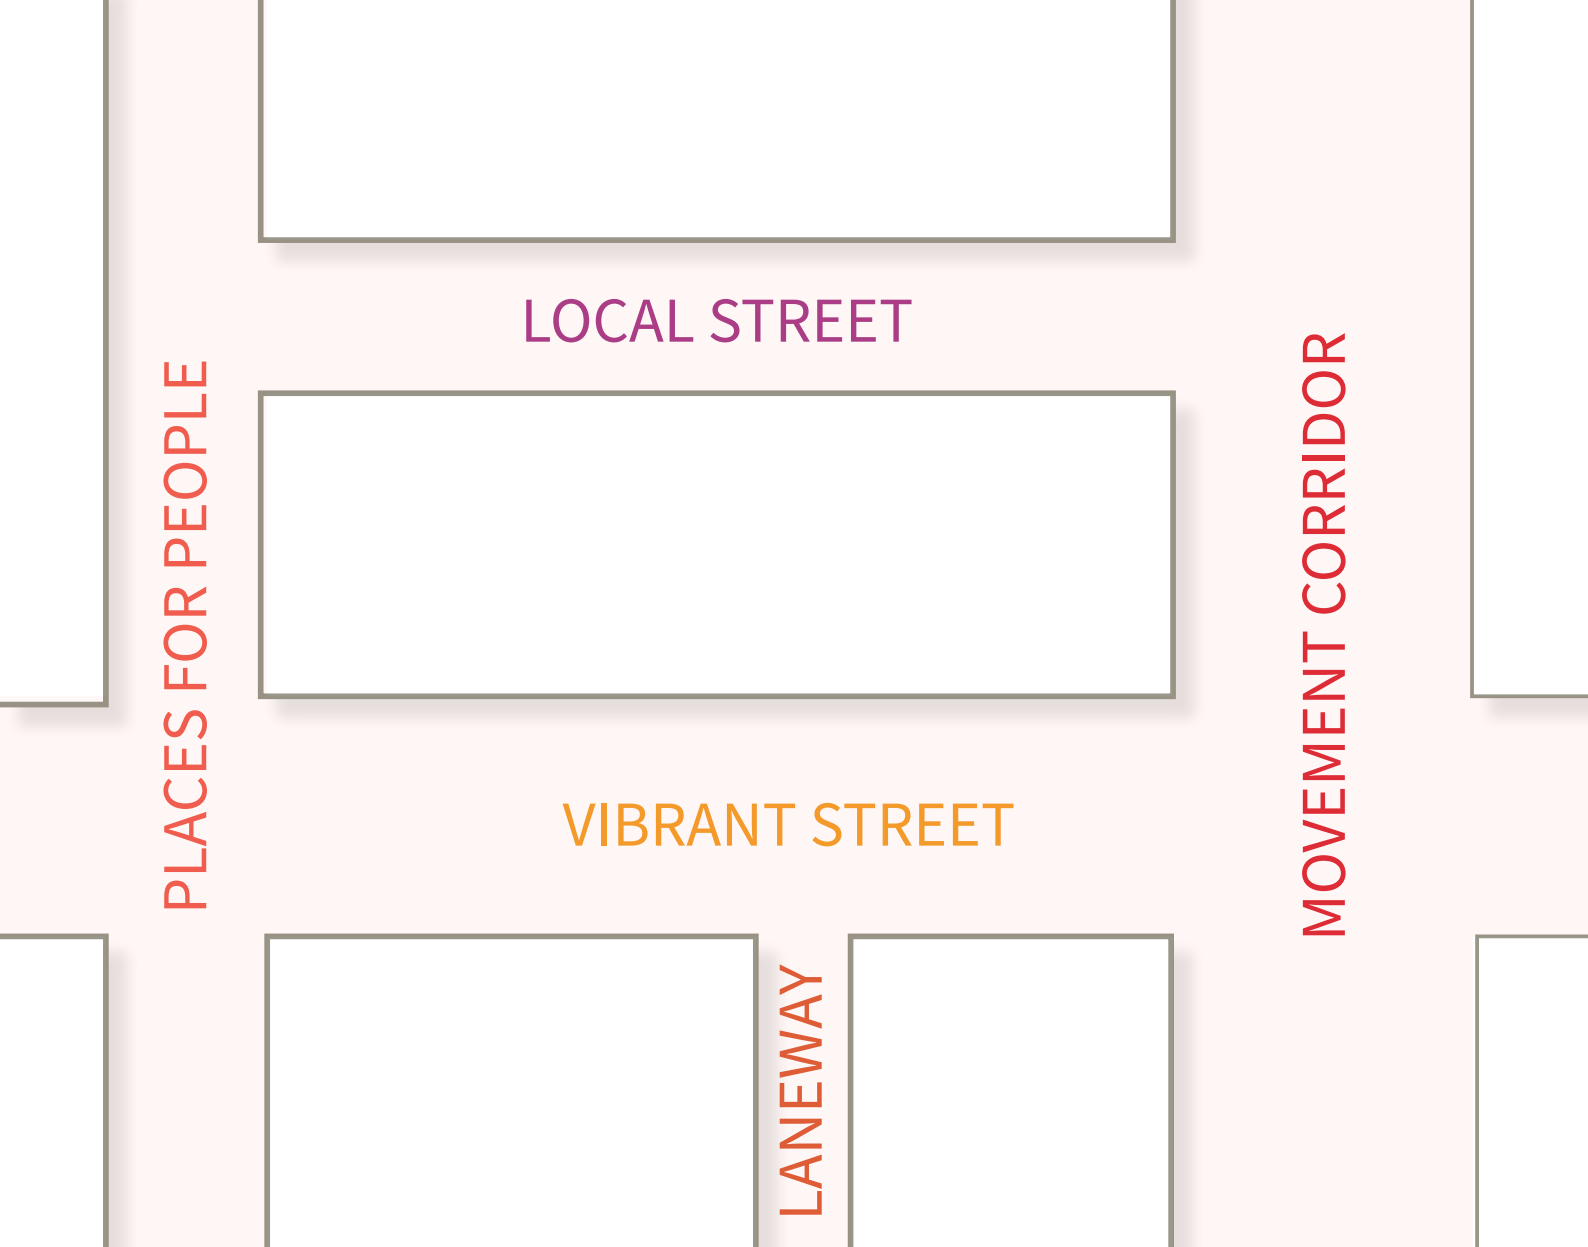 LOCAL STREET
PLACES FOR PEOPLE
MOVEMENT CORRIDOR
VIBRANT STREET
LANEWAY